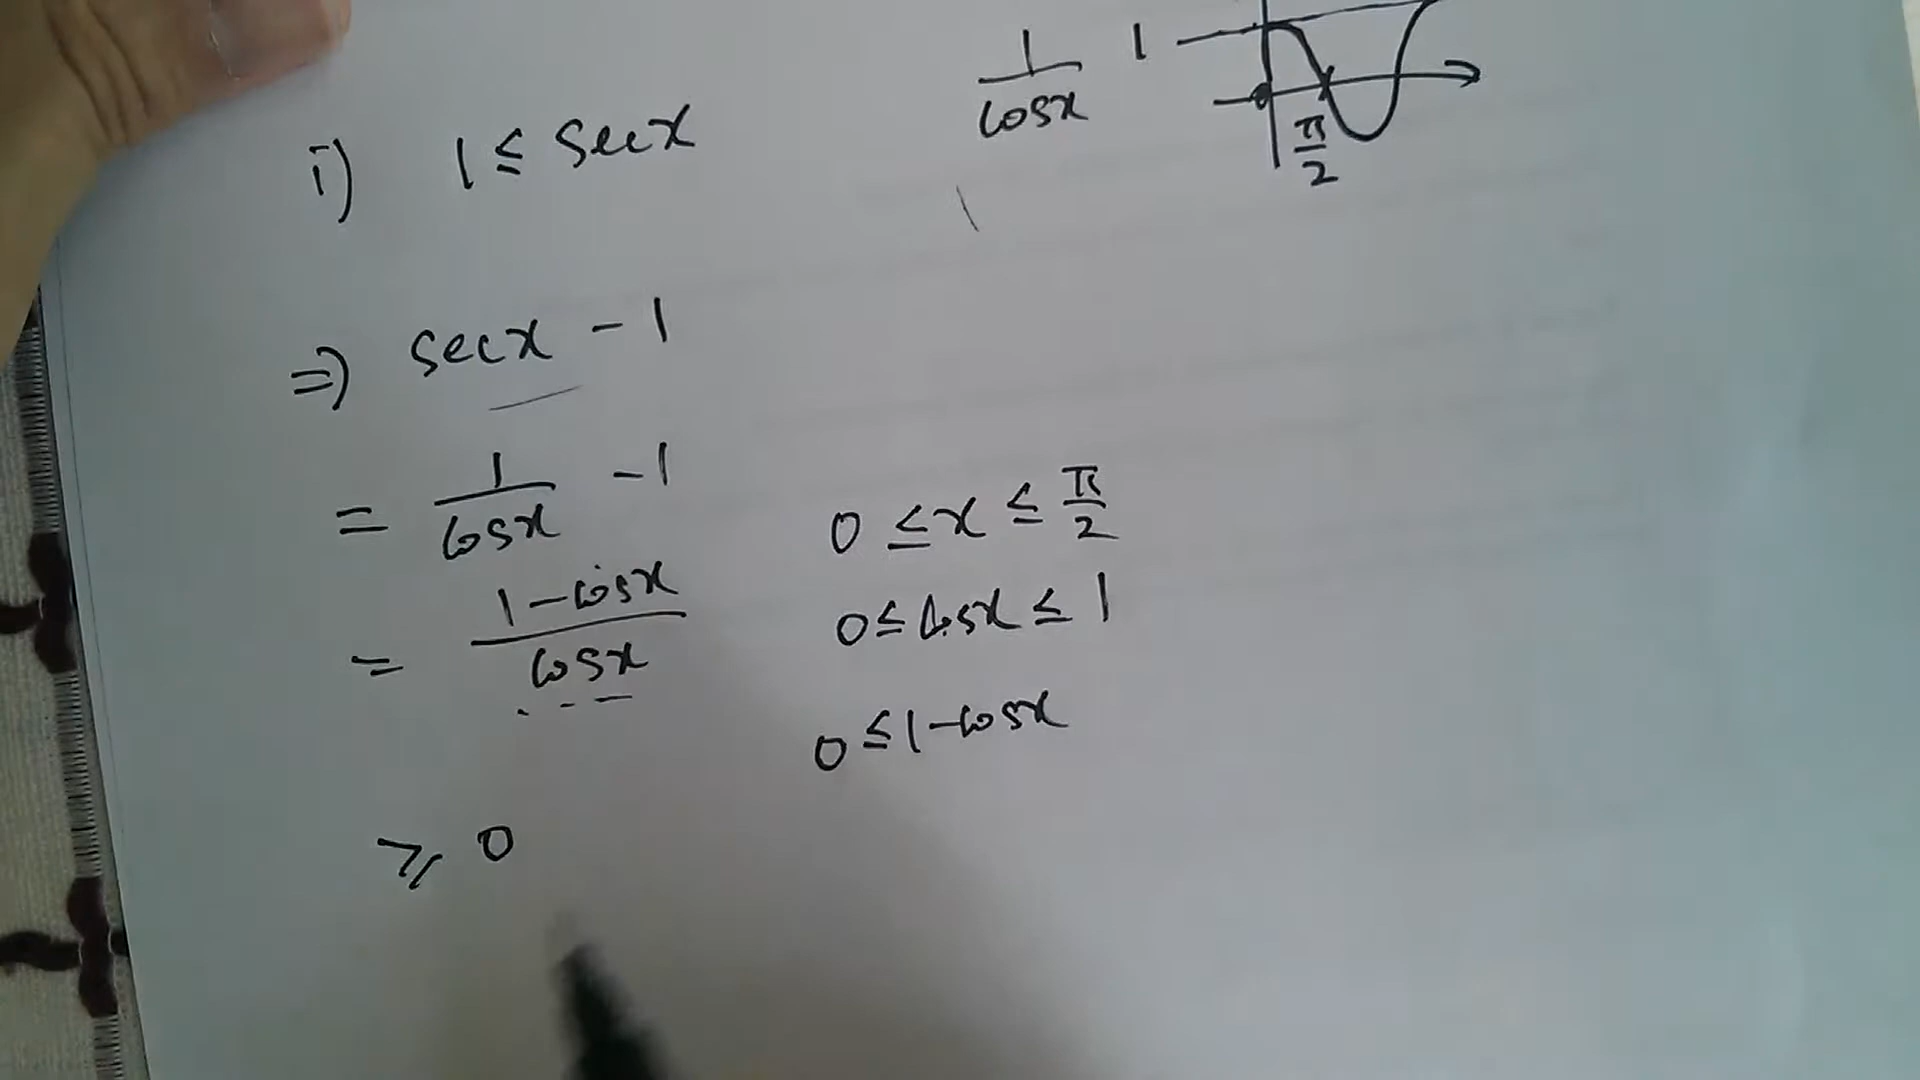 1/cosx 1
π/2
i) 1 ≤ secx
⇒) secx - 1
= 1/cosx - 1
0 ≤ x ≤ π/2
= (1 - cosx)/cosx
0 ≤ cosx ≤ 1
0 ≤ 1 - cosx
≥ 0